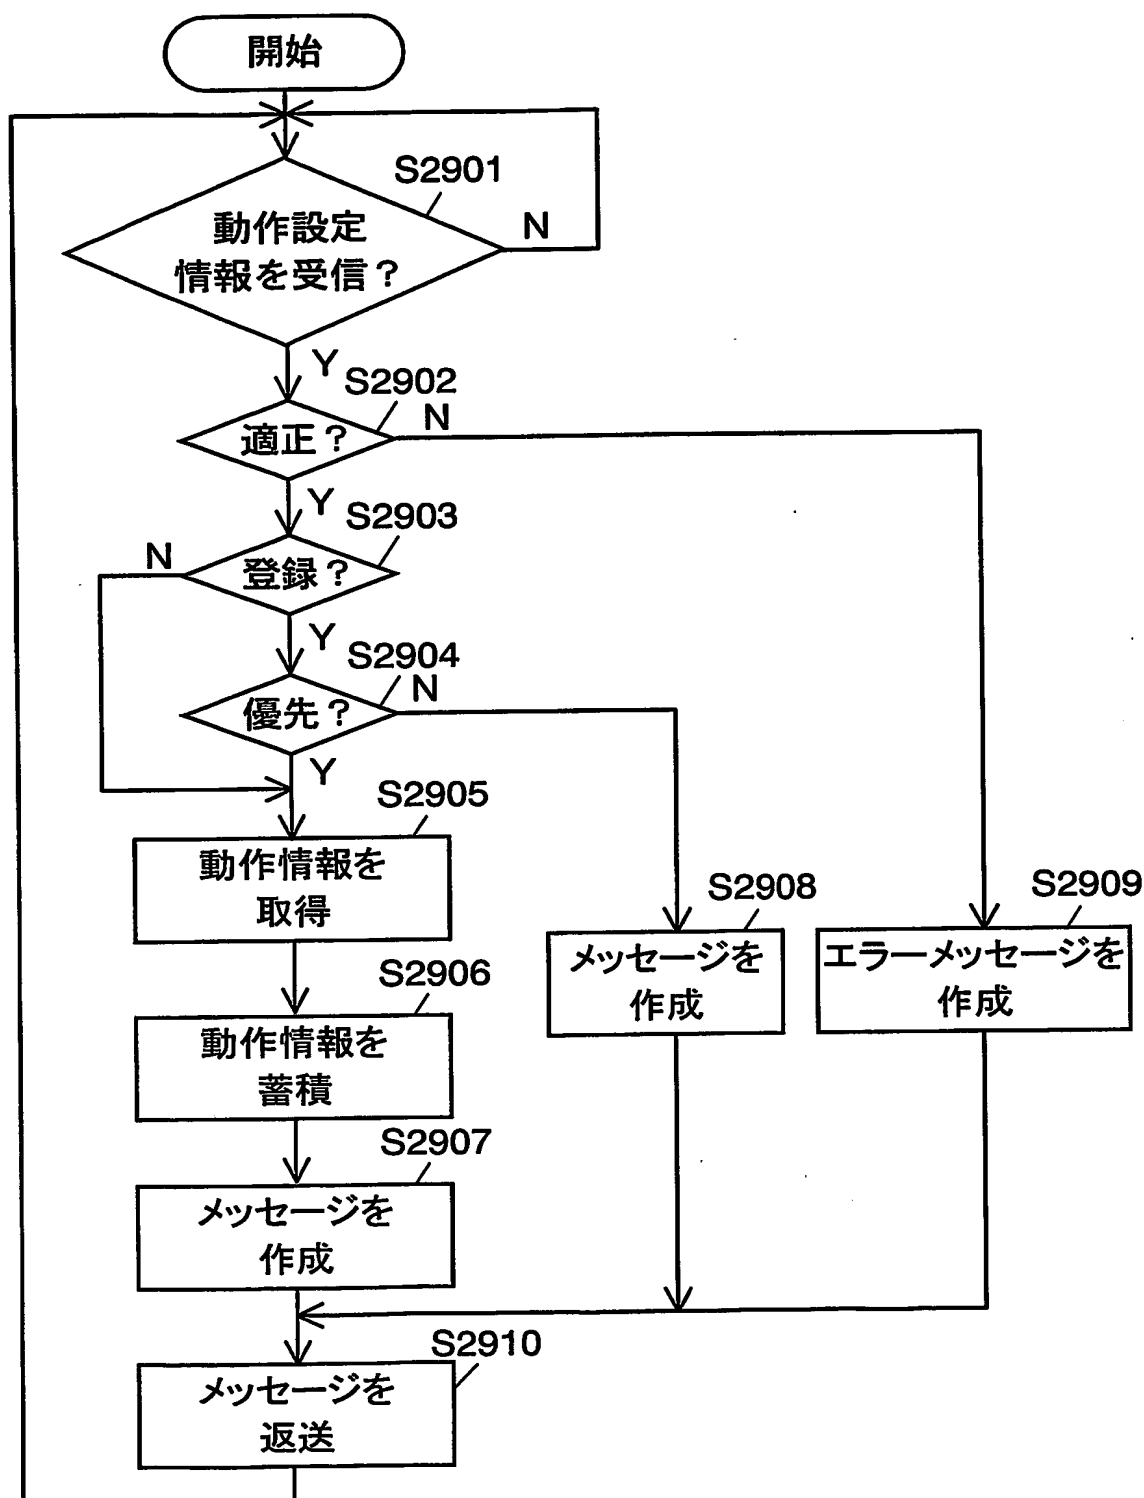 開始
S2901
動作設定
情報を受信？
N
Y
S2902
適正？
N
Y
S2903
N
登録？
Y
S2904
優先？
N
Y
S2905
動作情報を
取得
S2908
メッセージを
作成
S2909
エラーメッセージを
作成
S2906
動作情報を
蓄積
S2907
メッセージを
作成
S2910
メッセージを
返送